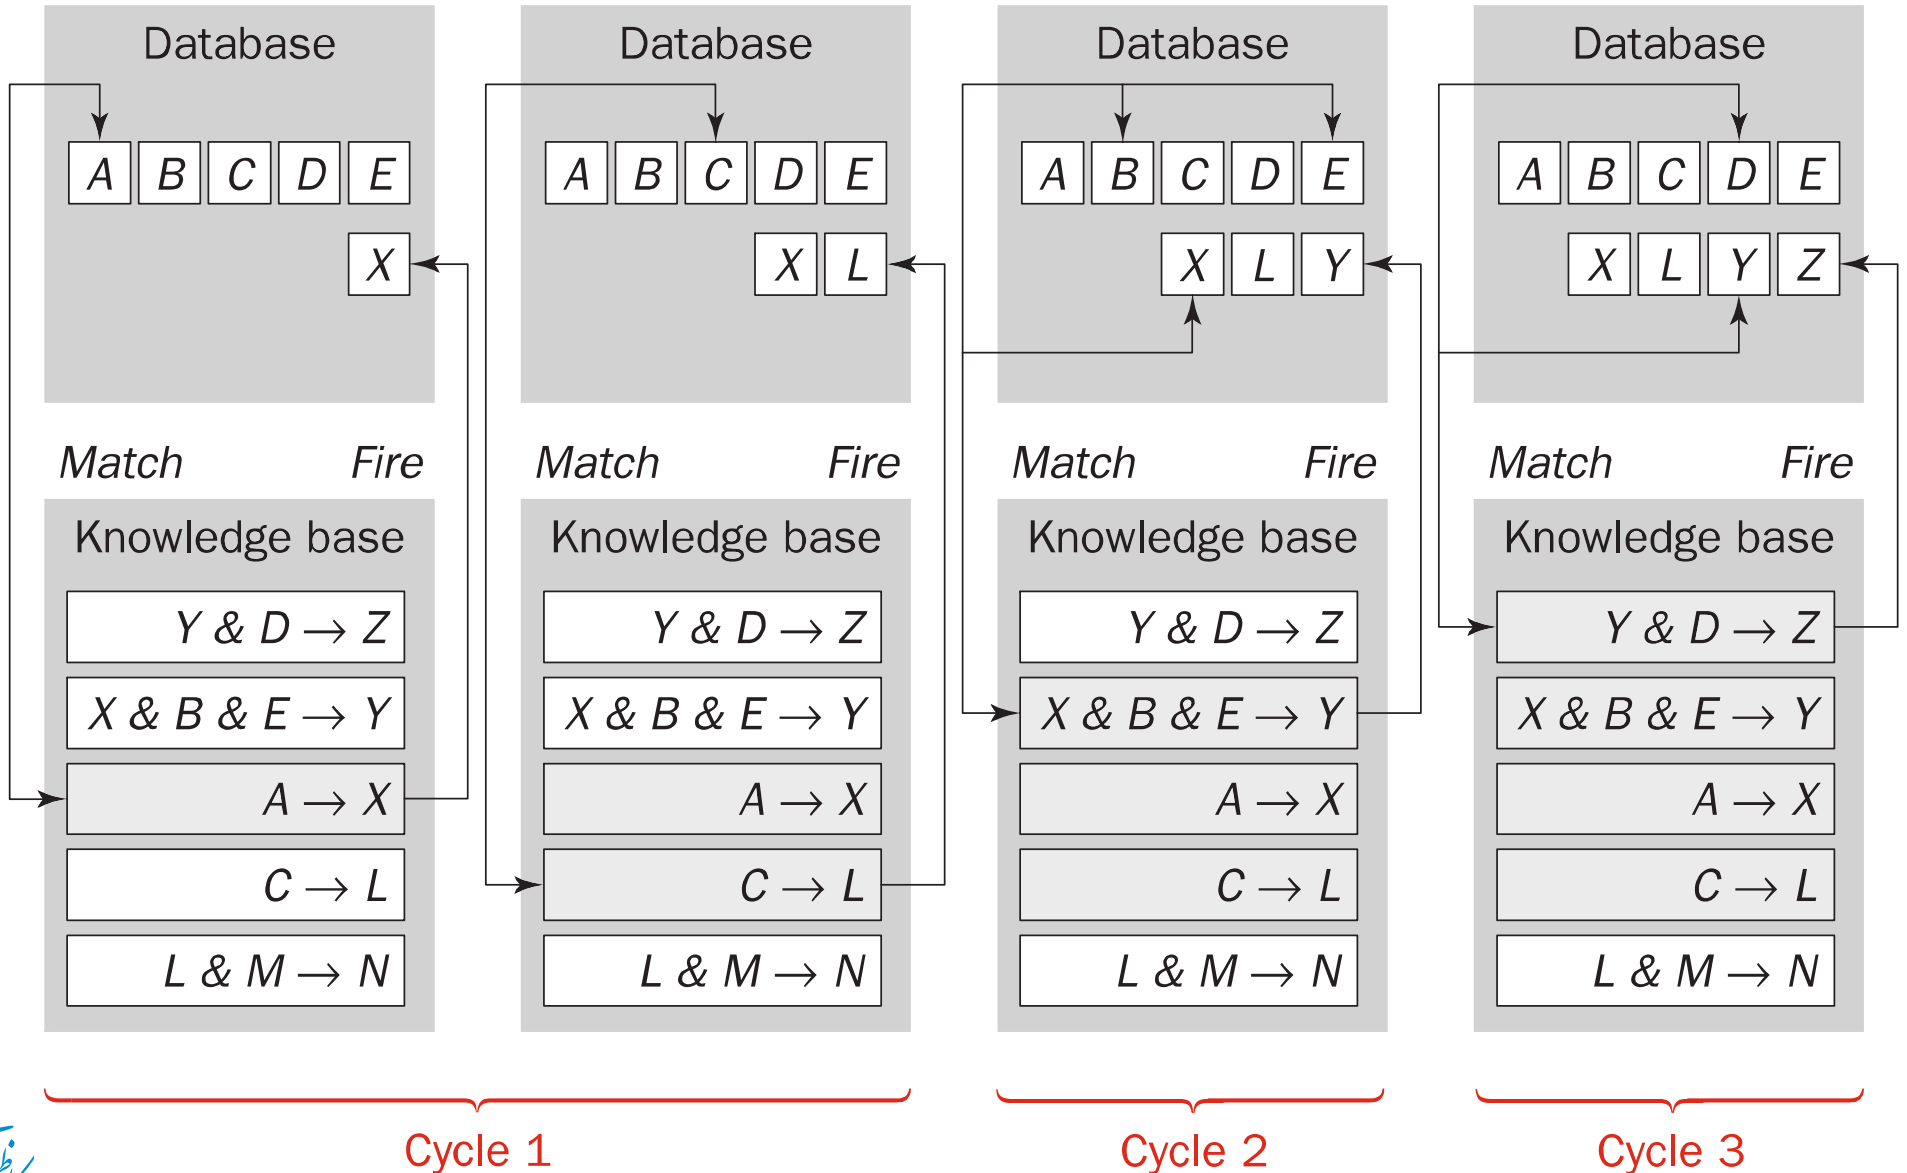 Database
A B C D E
X
Match Fire
Knowledge base
Y & D → Z
X & B & E → Y
A → X
C → L
L & M → N
Database
A B C D E
X L
Match Fire
Knowledge base
Y & D → Z
X & B & E → Y
A → X
C → L
L & M → N
Cycle 1
Database
A B C D E
X L Y
Match Fire
Knowledge base
Y & D → Z
X & B & E → Y
A → X
C → L
L & M → N
Cycle 2
Database
A B C D E
X L Y Z
Match Fire
Knowledge base
Y & D → Z
X & B & E → Y
A → X
C → L
L & M → N
Cycle 3